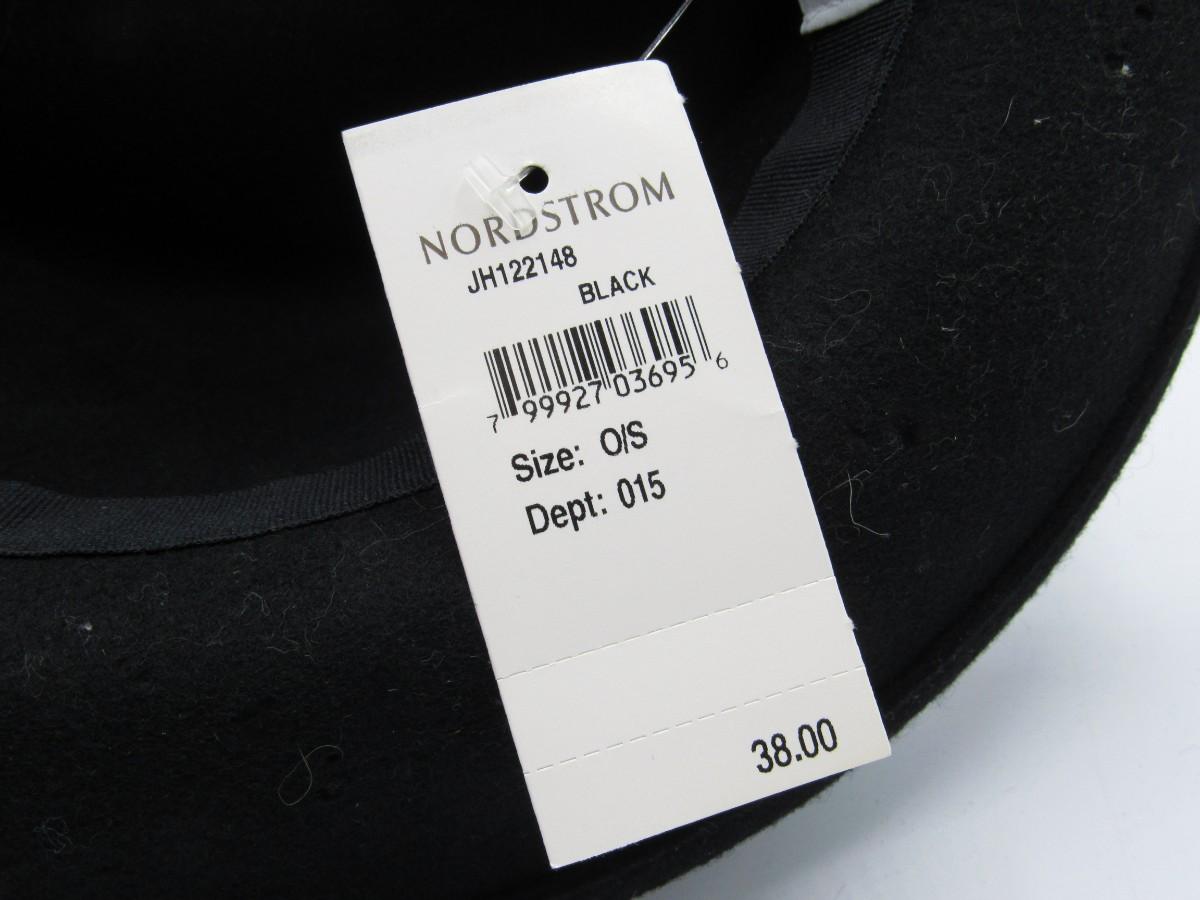 NORDSTROM
JH122148
BLACK
7 99927 03695 6
Size: O/S
Dept: 015
38.00